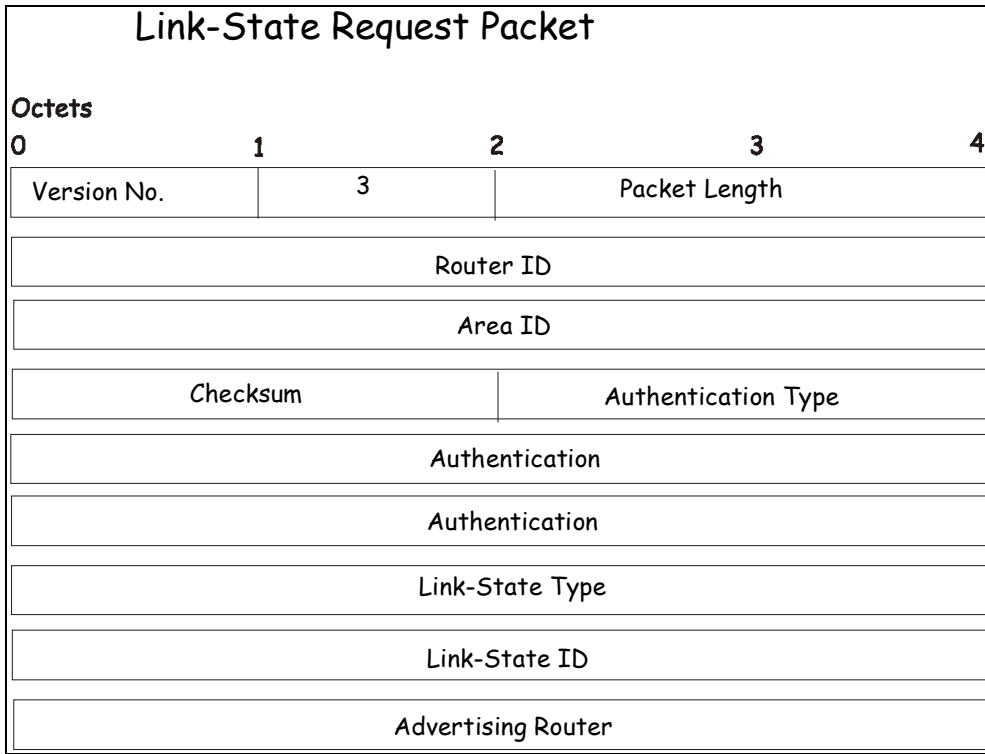 Link-State Request Packet
Octets
0 1 2 3 4
Version No. 3 Packet Length
Router ID
Area ID
Checksum Authentication Type
Authentication
Authentication
Link-State Type
Link-State ID
Advertising Router